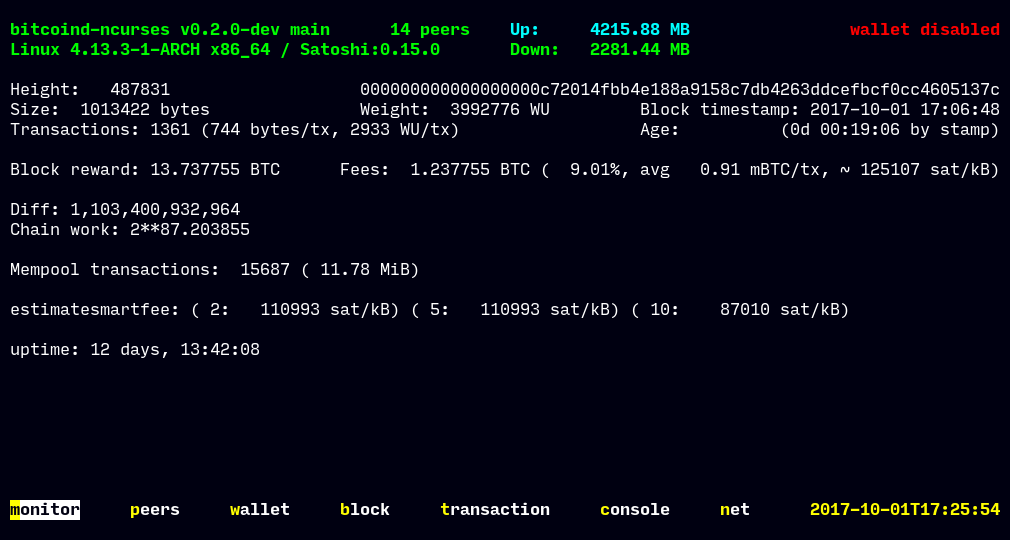 bitcoind-ncurses v0.2.0-dev main      14 peers    Up:     4215.88 MB                wallet disabled
Linux 4.13.3-1-ARCH x86_64 / Satoshi:0.15.0       Down:   2281.44 MB
Height:   487831                   000000000000000000c72014fbb4e188a9158c7db4263ddcefbcf0cc4605137c
Size:  1013422 bytes               Weight:  3992776 WU         Block timestamp: 2017-10-01 17:06:48
Transactions: 1361 (744 bytes/tx, 2933 WU/tx)                  Age:          (0d 00:19:06 by stamp)
Block reward: 13.737755 BTC      Fees:  1.237755 BTC (  9.01%, avg   0.91 mBTC/tx, ~ 125107 sat/kB)
Diff: 1,103,400,932,964
Chain work: 2**87.203855
Mempool transactions:  15687 ( 11.78 MiB)
estimatesmartfee: ( 2:   110993 sat/kB) ( 5:   110993 sat/kB) ( 10:    87010 sat/kB)
uptime: 12 days, 13:42:08
monitor     peers     wallet     block     transaction     console     net      2017-10-01T17:25:54